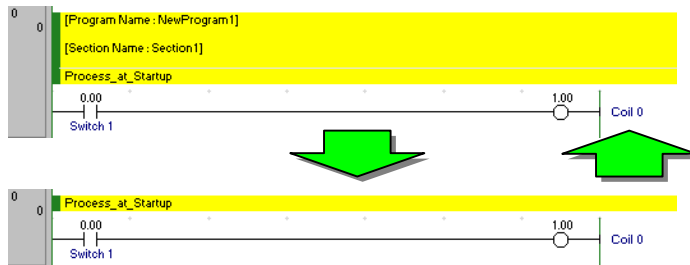 0
0
[Program Name : NewProgram1]
[Section Name : Section1]
Process_at_Startup
0.00 1.00
Coil 0
Switch 1
0
0
Process_at_Startup
0.00 1.00
Coil 0
Switch 1